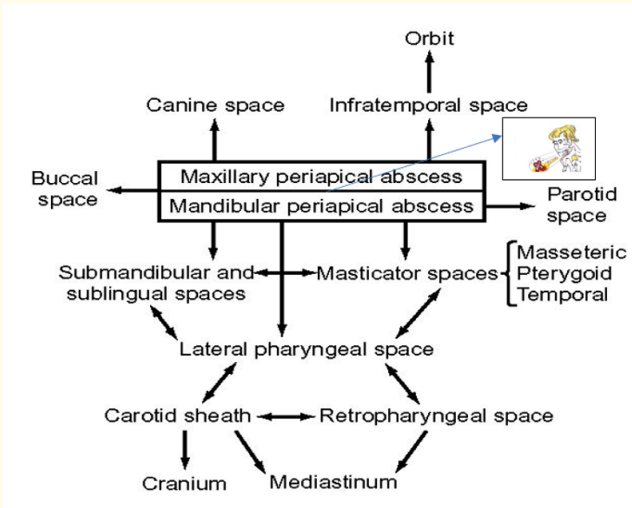 Orbit
Canine space
Infratemporal space
Buccal
space
Maxillary periapical abscess
Mandibular periapical abscess
Parotid
space
Submandibular and
sublingual spaces
Masticator spaces
Masseteric
Pterygoid
Temporal
Lateral pharyngeal space
Carotid sheath
Retropharyngeal space
Cranium
Mediastinum